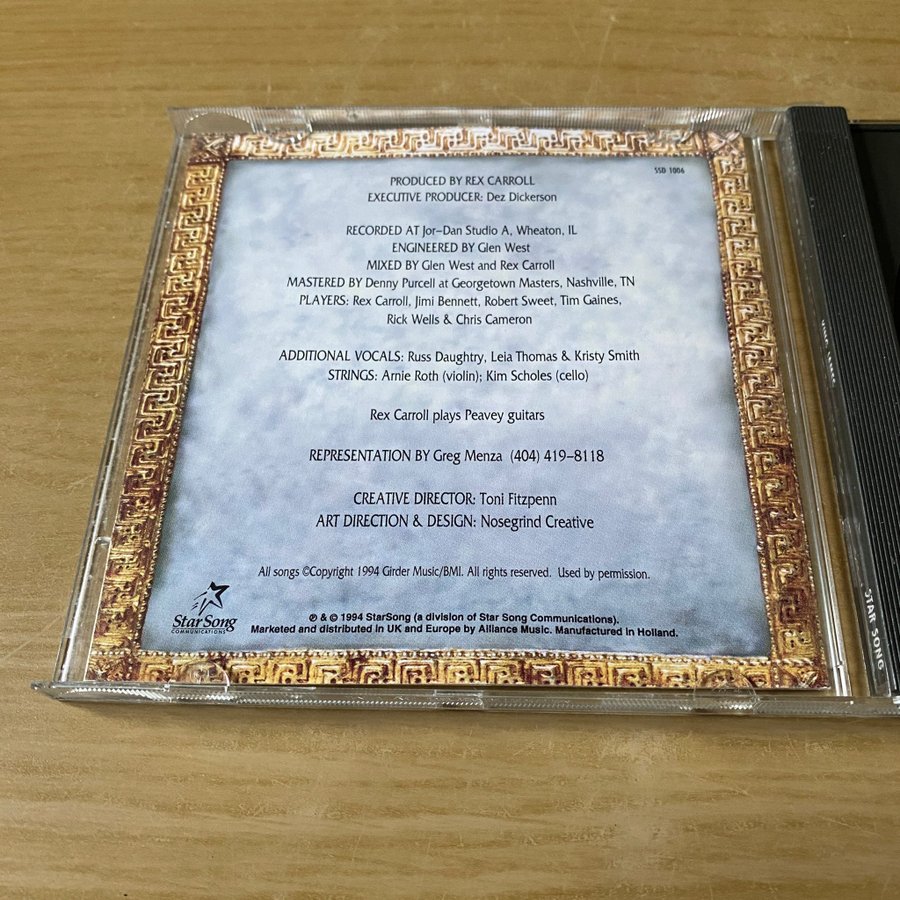 SSD 1006
PRODUCED BY REX CARROLL
EXECUTIVE PRODUCER: Dez Dickerson
RECORDED AT Jor-Dan Studio A, Wheaton, IL
ENGINEERED BY Glen West
MIXED BY Glen West and Rex Carroll
MASTERED BY Denny Purcell at Georgetown Masters, Nashville, TN
PLAYERS: Rex Carroll, Jimi Bennett, Robert Sweet, Tim Gaines,
Rick Wells & Chris Cameron
ADDITIONAL VOCALS: Russ Daughtry, Leia Thomas & Kristy Smith
STRINGS: Arnie Roth (violin); Kim Scholes (cello)
Rex Carroll plays Peavey guitars
REPRESENTATION BY Greg Menza (404) 419-8118
CREATIVE DIRECTOR: Toni Fitzpenn
ART DIRECTION & DESIGN: Nosegrind Creative
All songs ©Copyright 1994 Girder Music/BMI. All rights reserved. Used by permission.
StarSong
COMMUNICATIONS
℗ & © 1994 StarSong (a division of Star Song Communications).
Marketed and distributed in UK and Europe by Alliance Music. Manufactured in Holland.
STAR SONG